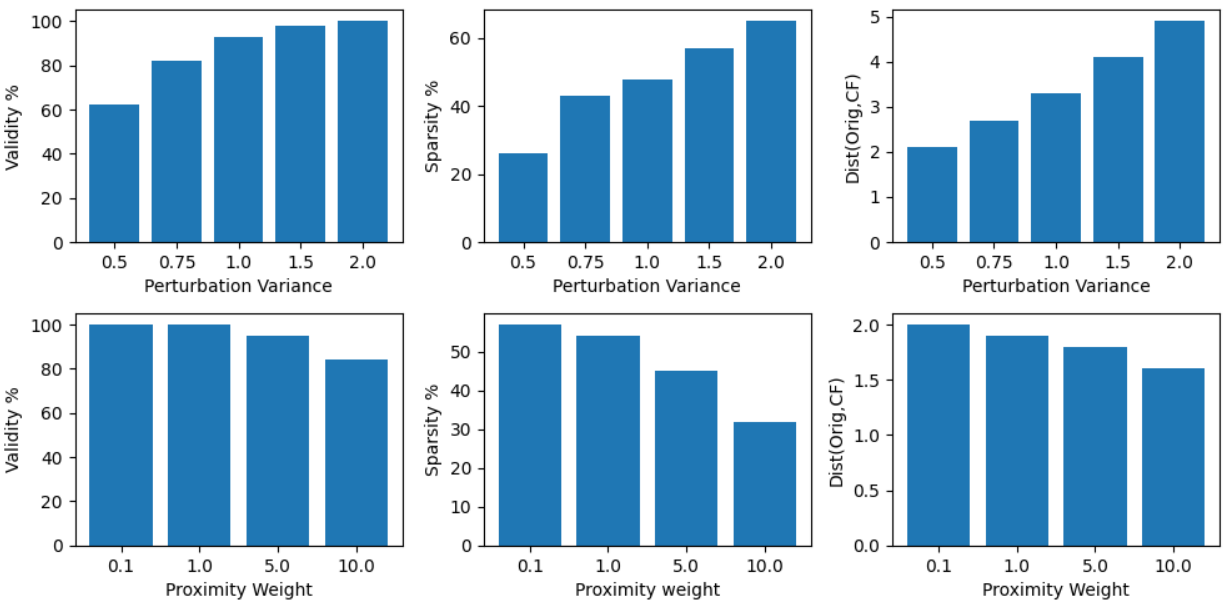 Validity %
100
80
60
40
20
0
0.5 0.75 1.0 1.5 2.0
Perturbation Variance
Sparsity %
60
40
20
0
0.5 0.75 1.0 1.5 2.0
Perturbation Variance
Dist(Orig,CF)
5
4
3
2
1
0
0.5 0.75 1.0 1.5 2.0
Perturbation Variance
Validity %
100
80
60
40
20
0
0.1 1.0 5.0 10.0
Proximity Weight
Sparsity %
50
40
30
20
10
0
0.1 1.0 5.0 10.0
Proximity weight
Dist(Orig,CF)
2.0
1.5
1.0
0.5
0.0
0.1 1.0 5.0 10.0
Proximity Weight